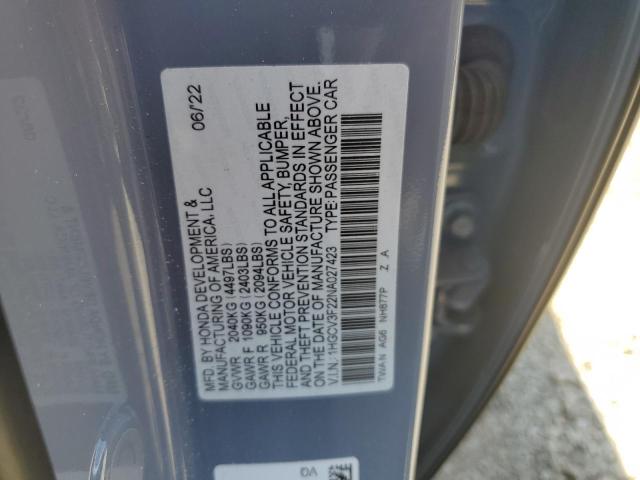 MFD. BY HONDA DEVELOPMENT & 06/'22
MANUFACTURING OF AMERICA, LLC
GVWR 2040KG (4497LBS)
GAWR F 1090KG (2403LBS)
GAWR R 950KG (2094LBS)
THIS VEHICLE CONFORMS TO ALL APPLICABLE
FEDERAL MOTOR VEHICLE SAFETY, BUMPER,
AND THEFT PREVENTION STANDARDS IN EFFECT
ON THE DATE OF MANUFACTURE SHOWN ABOVE.
V.I.N.: 1HGCV3F22NA027423 TYPE: PASSENGER CAR
TWA N AG6 NH877P Z A